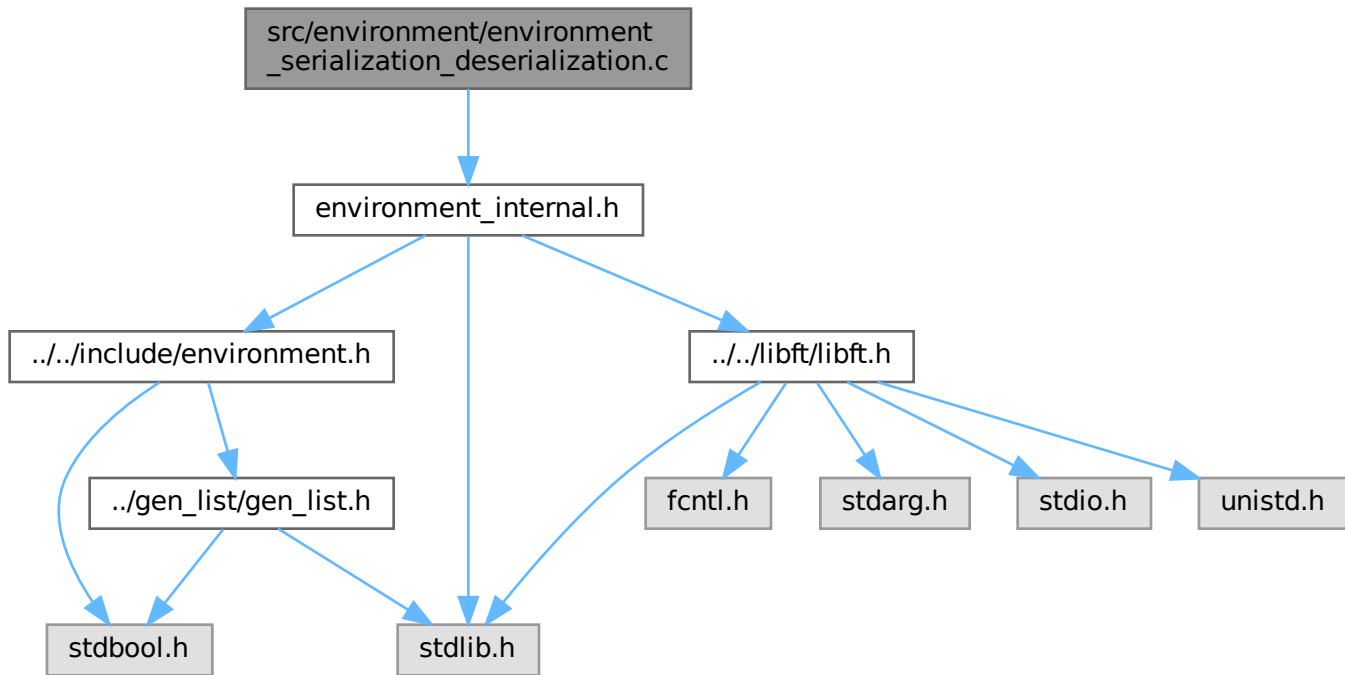 src/environment/environment
_serialization_deserialization.c
environment_internal.h
../../include/environment.h
../../libft/libft.h
../gen_list/gen_list.h
fcntl.h
stdarg.h
stdio.h
unistd.h
stdbool.h
stdlib.h